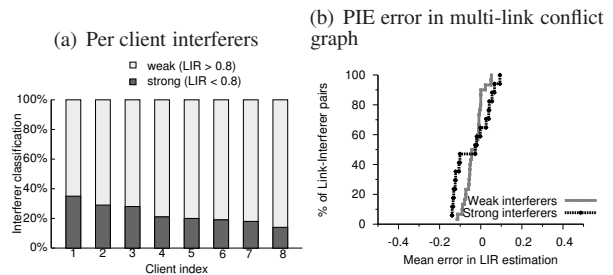 (a) Per client interferers
weak (LIR > 0.8)
strong (LIR < 0.8)
Interferer classification
100%
80%
60%
40%
20%
0%
1 2 3 4 5 6 7 8
Client index
(b) PIE error in multi-link conflict
graph
% of Link-Interferer pairs
100
80
60
40
20
0
Weak interferers
Strong interferers
-0.4 -0.2 0 0.2 0.4
Mean error in LIR estimation